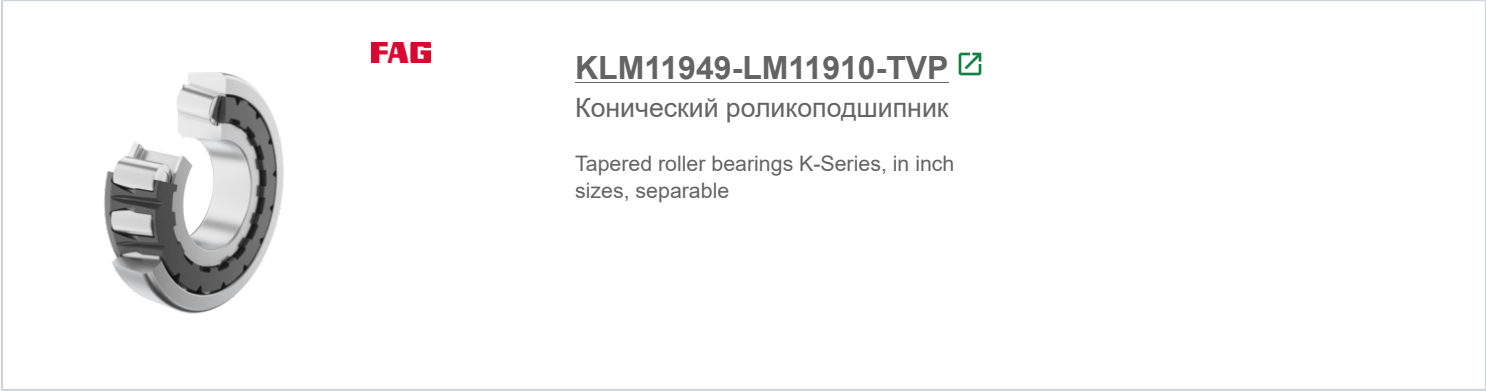 FAG
KLM11949-LM11910-TVP
Конический роликоподшипник
Tapered roller bearings K-Series, in inch
sizes, separable